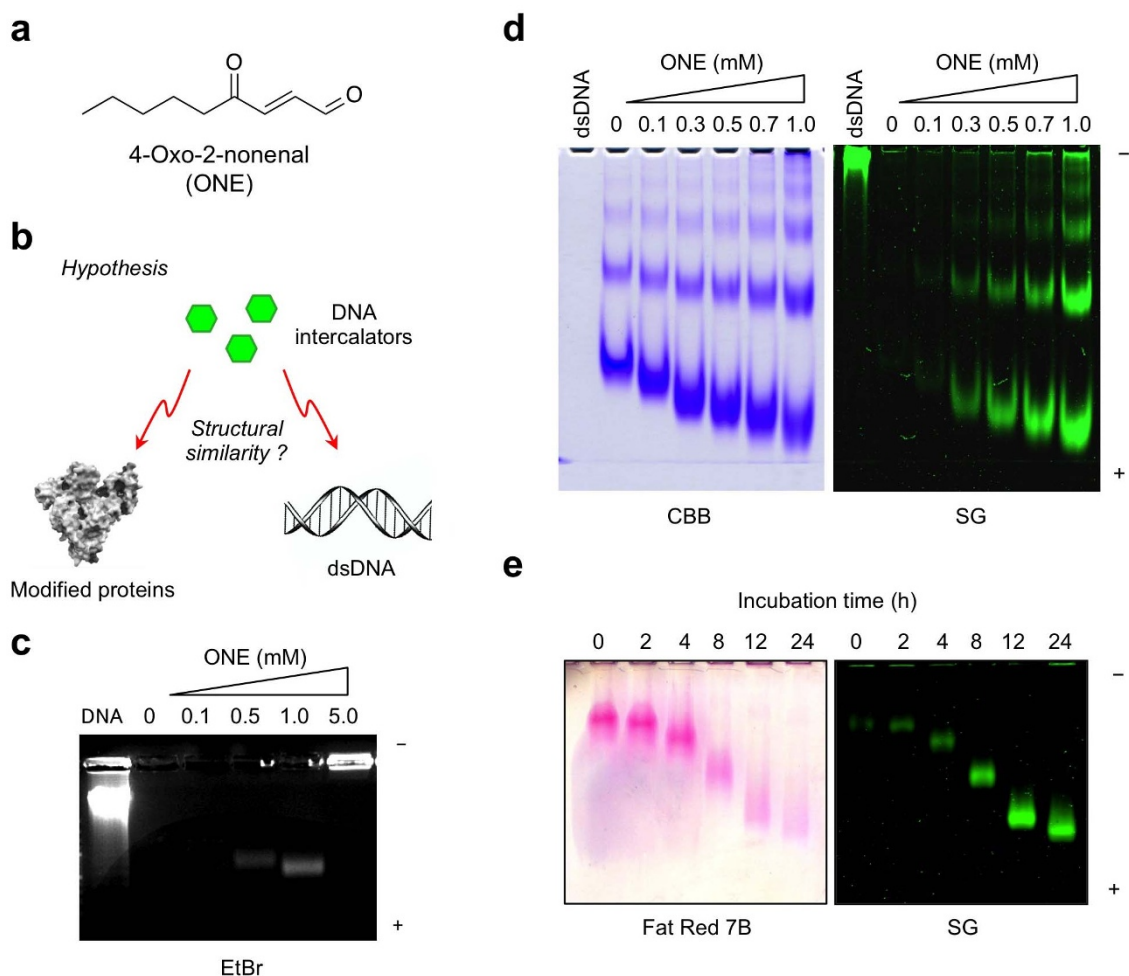 a
O
O
4-Oxo-2-nonenal
(ONE)
b
Hypothesis
DNA
intercalators
Structural
similarity ?
Modified proteins
dsDNA
c
ONE (mM)
DNA 0 0.1 0.5 1.0 5.0
−
+
EtBr
d
ONE (mM) ONE (mM)
dsDNA 0 0.1 0.3 0.5 0.7 1.0 dsDNA 0 0.1 0.3 0.5 0.7 1.0
−
+
CBB SG
e
Incubation time (h)
0 2 4 8 12 24 0 2 4 8 12 24
−
+
Fat Red 7B SG